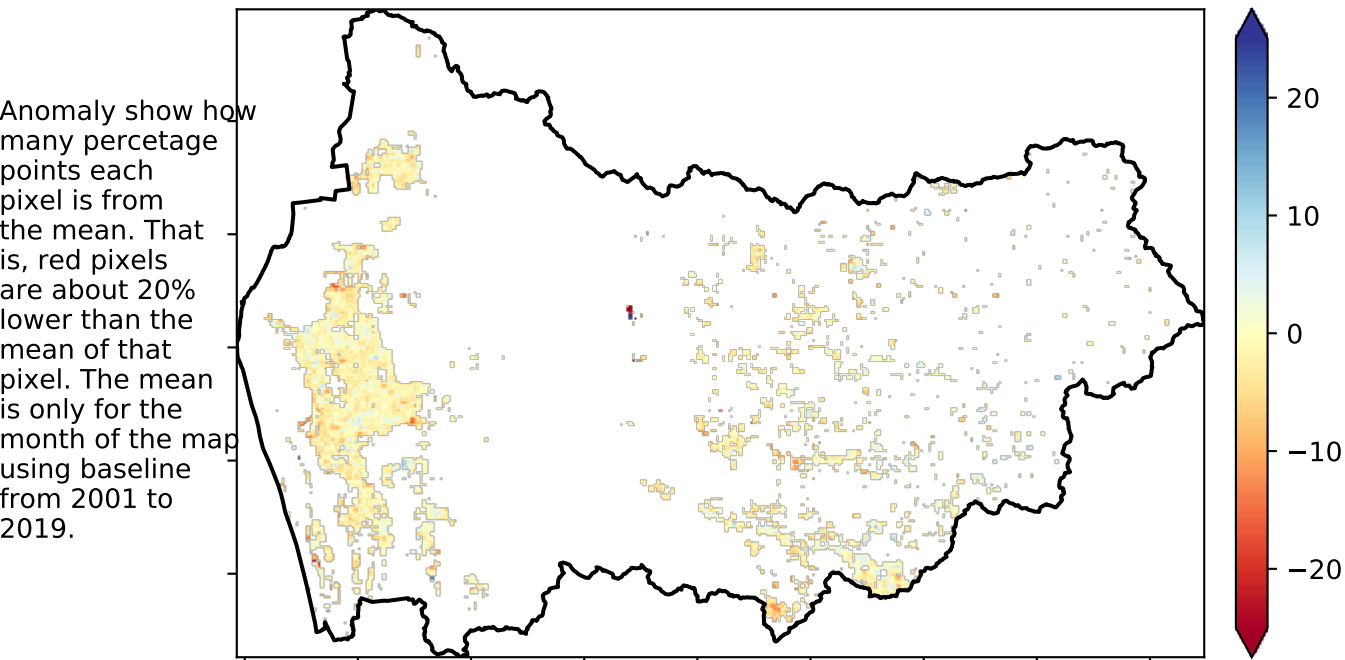 Anomaly show how
many percetage
points each
pixel is from
the mean. That
is, red pixels
are about 20%
lower than the
mean of that
pixel. The mean
is only for the
month of the map
using baseline
from 2001 to
2019.
20
10
0
−10
−20